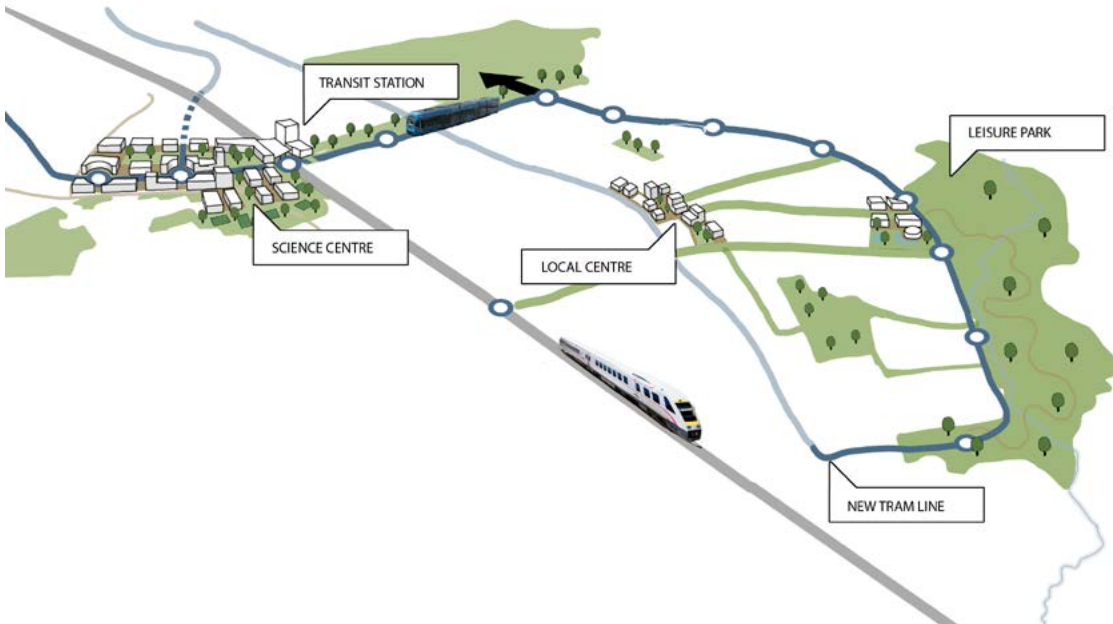 TRANSIT STATION
LEISURE PARK
SCIENCE CENTRE
LOCAL CENTRE
NEW TRAM LINE